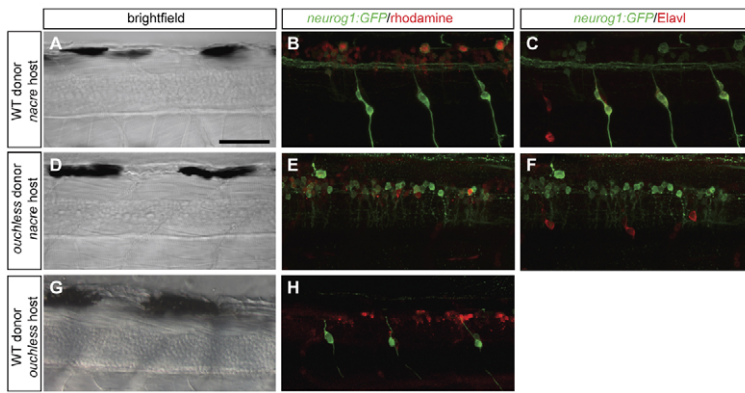 brightfield
neurog1:GFP/rhodamine
neurog1:GFP/Elavl
WT donor
nacre host
A
B
C
ouchless donor
nacre host
D
E
F
WT donor
ouchless host
G
H